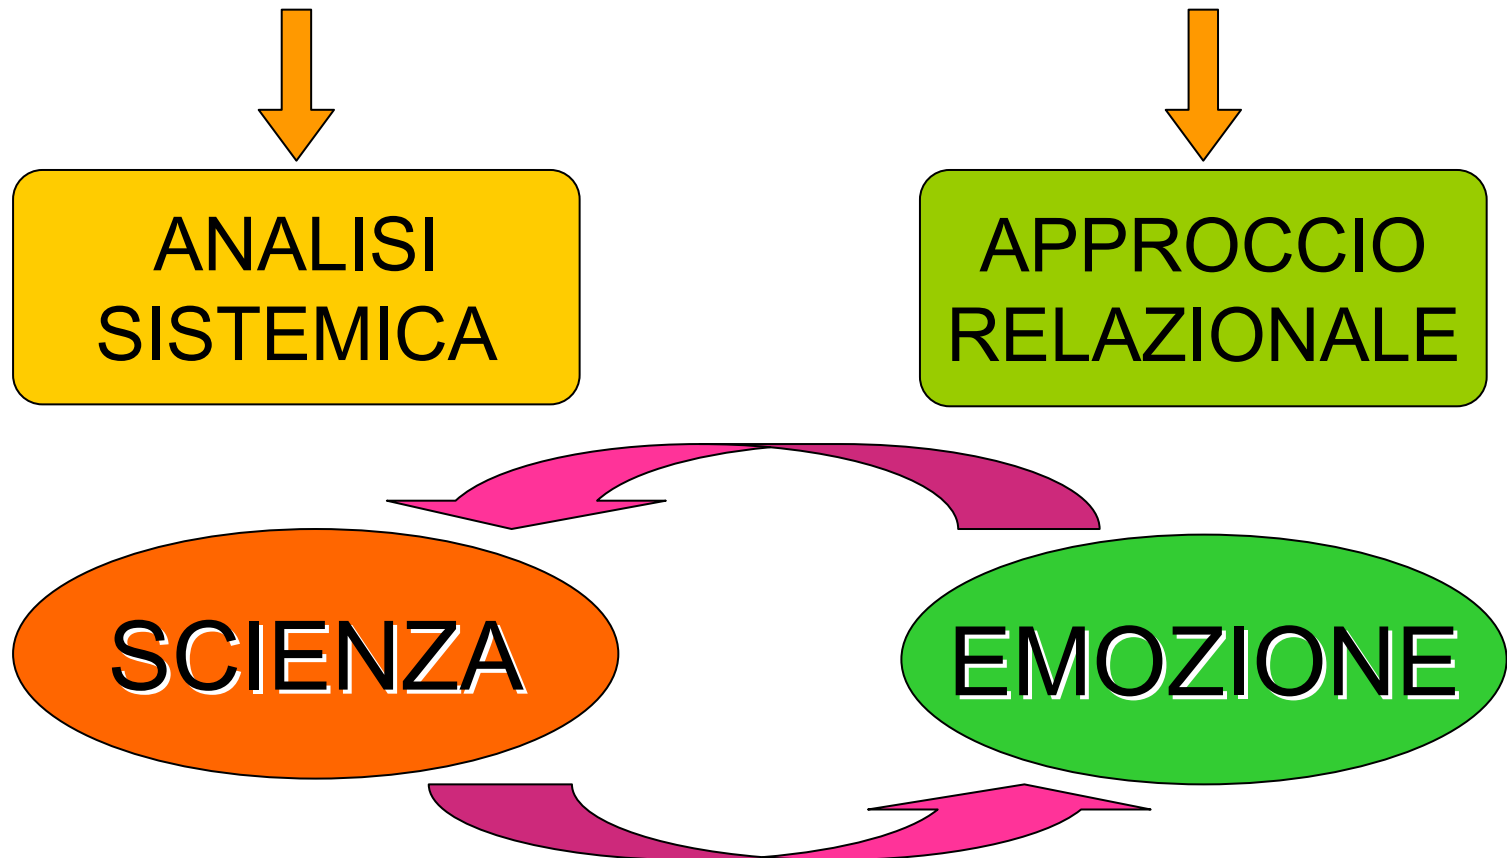 ANALISI
SISTEMICA
APPROCCIO
RELAZIONALE
SCIENZA
EMOZIONE